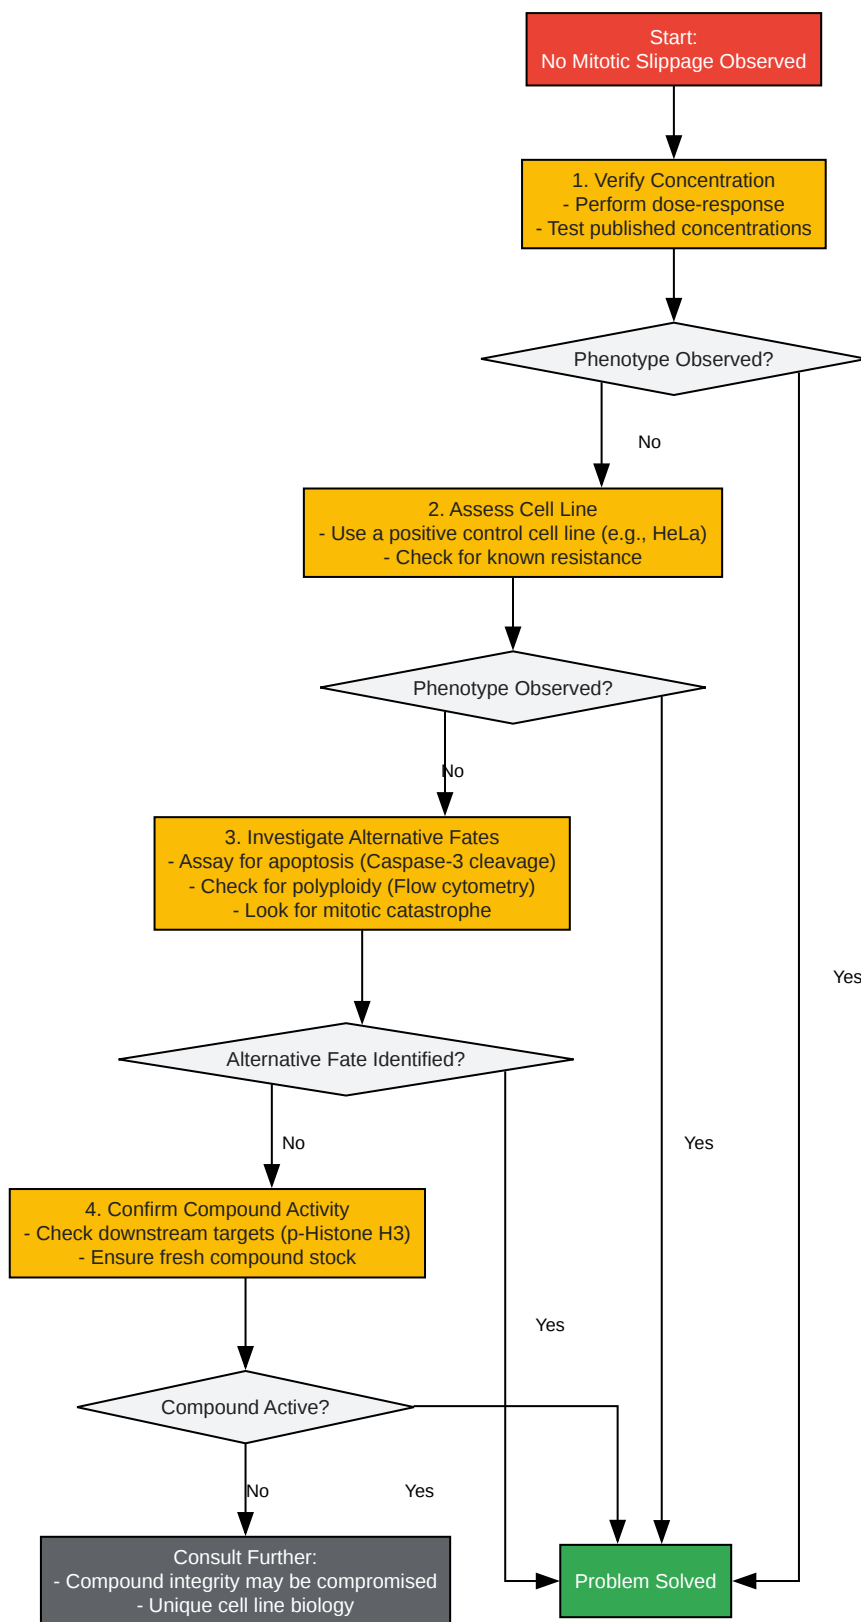 Start:
No Mitotic Slippage Observed
1. Verify Concentration
- Perform dose-response
- Test published concentrations
Phenotype Observed?
No
2. Assess Cell Line
- Use a positive control cell line (e.g., HeLa)
- Check for known resistance
Phenotype Observed?
No
3. Investigate Alternative Fates
- Assay for apoptosis (Caspase-3 cleavage)
- Check for polyploidy (Flow cytometry)
- Look for mitotic catastrophe
Yes
Alternative Fate Identified?
No
Yes
4. Confirm Compound Activity
- Check downstream targets (p-Histone H3)
- Ensure fresh compound stock
Yes
Compound Active?
No
Yes
Consult Further:
- Compound integrity may be compromised
- Unique cell line biology
Problem Solved